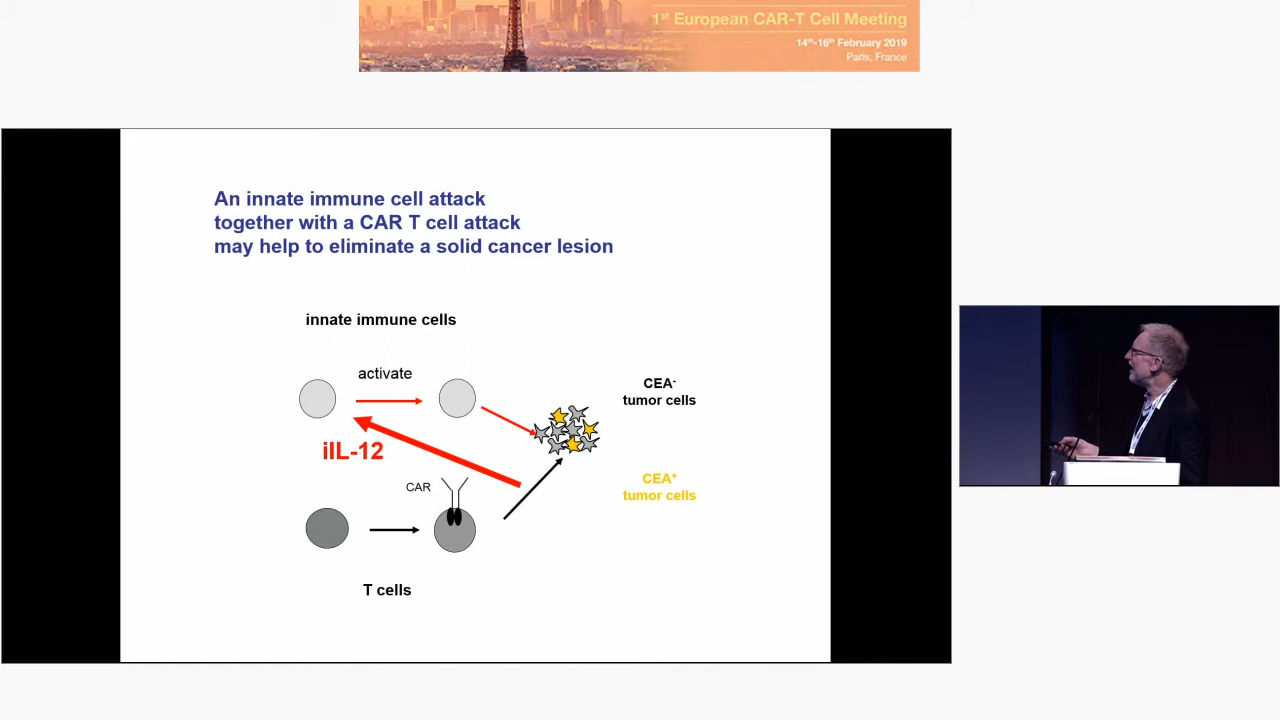 1st European CAR-T Cell Meeting
14th-16th February 2019
Paris, France
An innate immune cell attack
together with a CAR T cell attack
may help to eliminate a solid cancer lesion
innate immune cells
activate
CEA-
tumor cells
iIL-12
CAR
CEA+
tumor cells
T cells